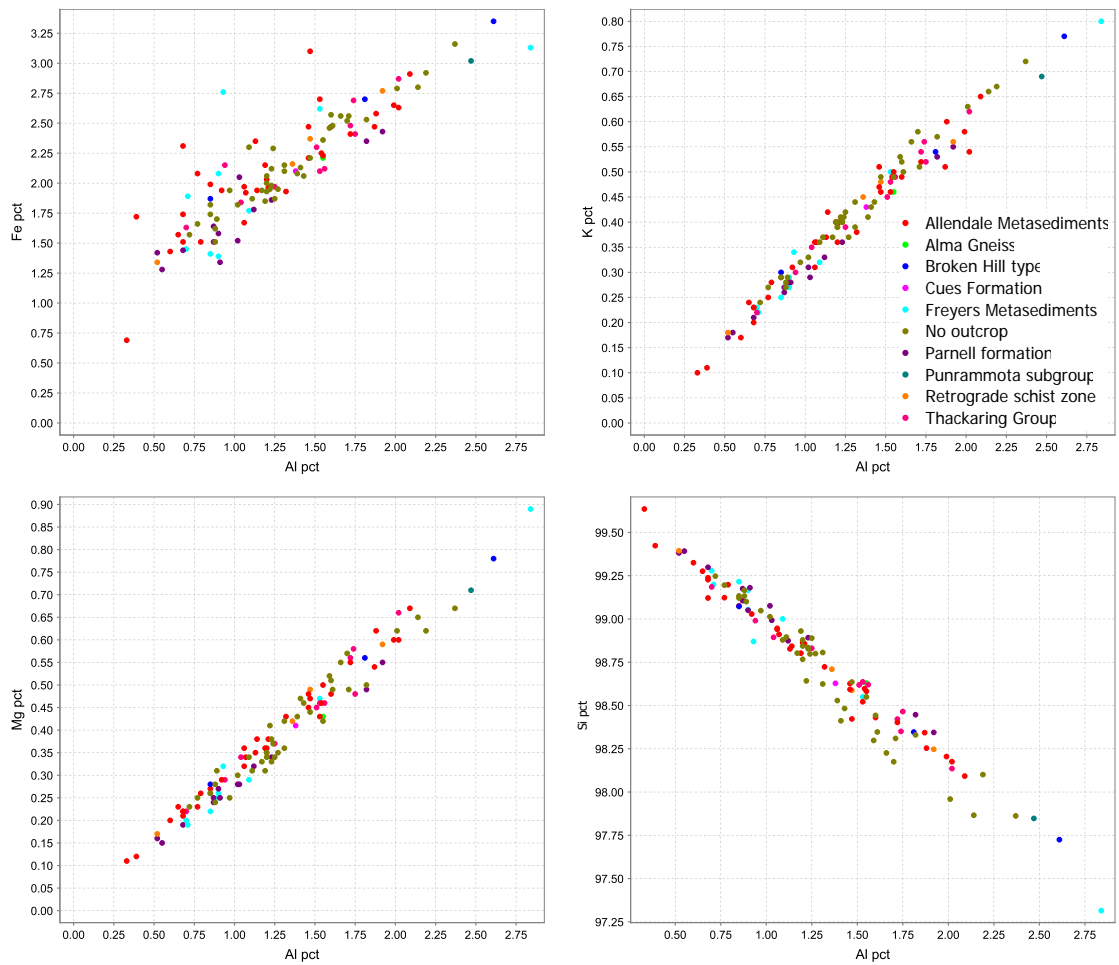 3.25
3.00
2.75
2.50
2.25
2.00
1.75
1.50
1.25
1.00
0.75
0.50
0.25
0.00
Fe pct
0.00 0.25 0.50 0.75 1.00 1.25 1.50 1.75 2.00 2.25 2.50 2.75
Al pct
0.80
0.75
0.70
0.65
0.60
0.55
0.50
0.45
0.40
0.35
0.30
0.25
0.20
0.15
0.10
0.05
0.00
K pct
Allendale Metasediments
Alma Gneiss
Broken Hill type
Cues Formation
Freyers Metasediments
No outcrop
Parnell formation
Punrammota subgroup
Retrograde schist zone
Thackaring Group
0.00 0.25 0.50 0.75 1.00 1.25 1.50 1.75 2.00 2.25 2.50 2.75
Al pct
0.90
0.85
0.80
0.75
0.70
0.65
0.60
0.55
0.50
0.45
0.40
0.35
0.30
0.25
0.20
0.15
0.10
0.05
0.00
Mg pct
0.00 0.25 0.50 0.75 1.00 1.25 1.50 1.75 2.00 2.25 2.50 2.75
Al pct
99.50
99.25
99.00
98.75
98.50
98.25
98.00
97.75
97.50
97.25
Si pct
0.50 0.75 1.00 1.25 1.50 1.75 2.00 2.25 2.50 2.75
Al pct